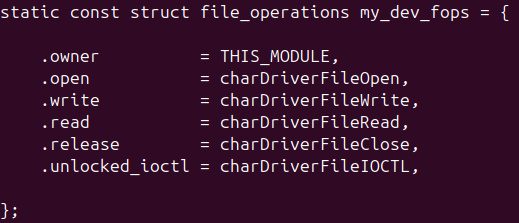 static const struct file_operations my_dev_fops = {
.owner = THIS_MODULE,
.open = charDriverFileOpen,
.write = charDriverFileWrite,
.read = charDriverFileRead,
.release = charDriverFileClose,
.unlocked_ioctl = charDriverFileIOCTL,
};